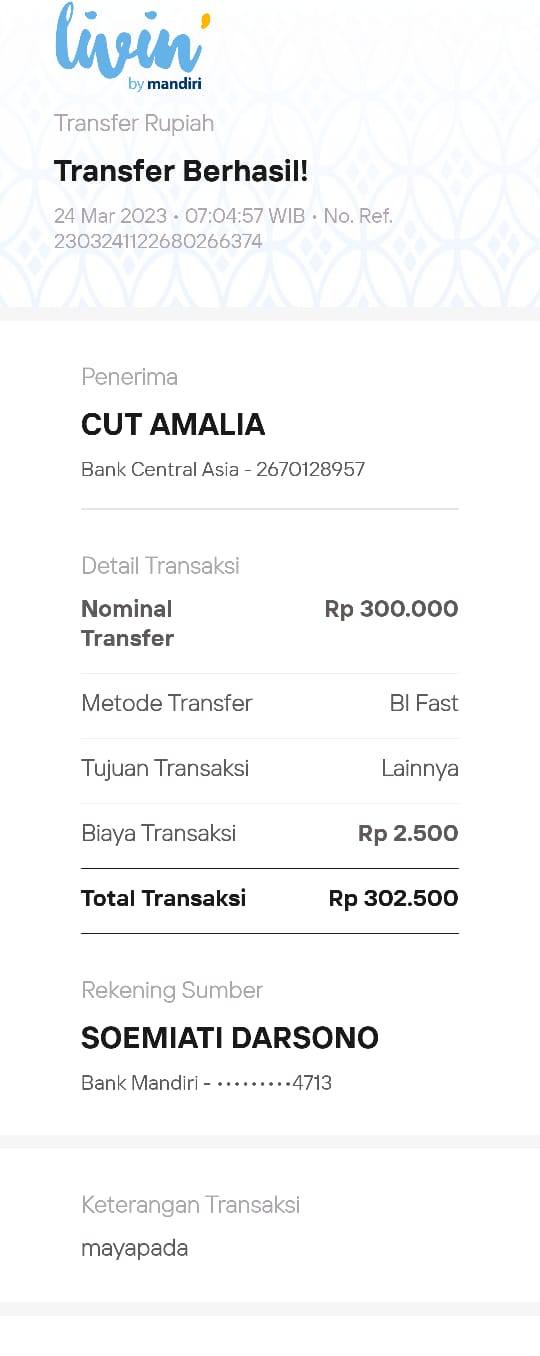 livin'
by mandiri
Transfer Rupiah
Transfer Berhasil!
24 Mar 2023 • 07:04:57 WIB • No. Ref.
2303241122680266374
Penerima
CUT AMALIA
Bank Central Asia - 2670128957
Detail Transaksi
Nominal Transfer Rp 300.000
Metode Transfer BI Fast
Tujuan Transaksi Lainnya
Biaya Transaksi Rp 2.500
Total Transaksi Rp 302.500
Rekening Sumber
SOEMIATI DARSONO
Bank Mandiri - •••••••••4713
Keterangan Transaksi
mayapada